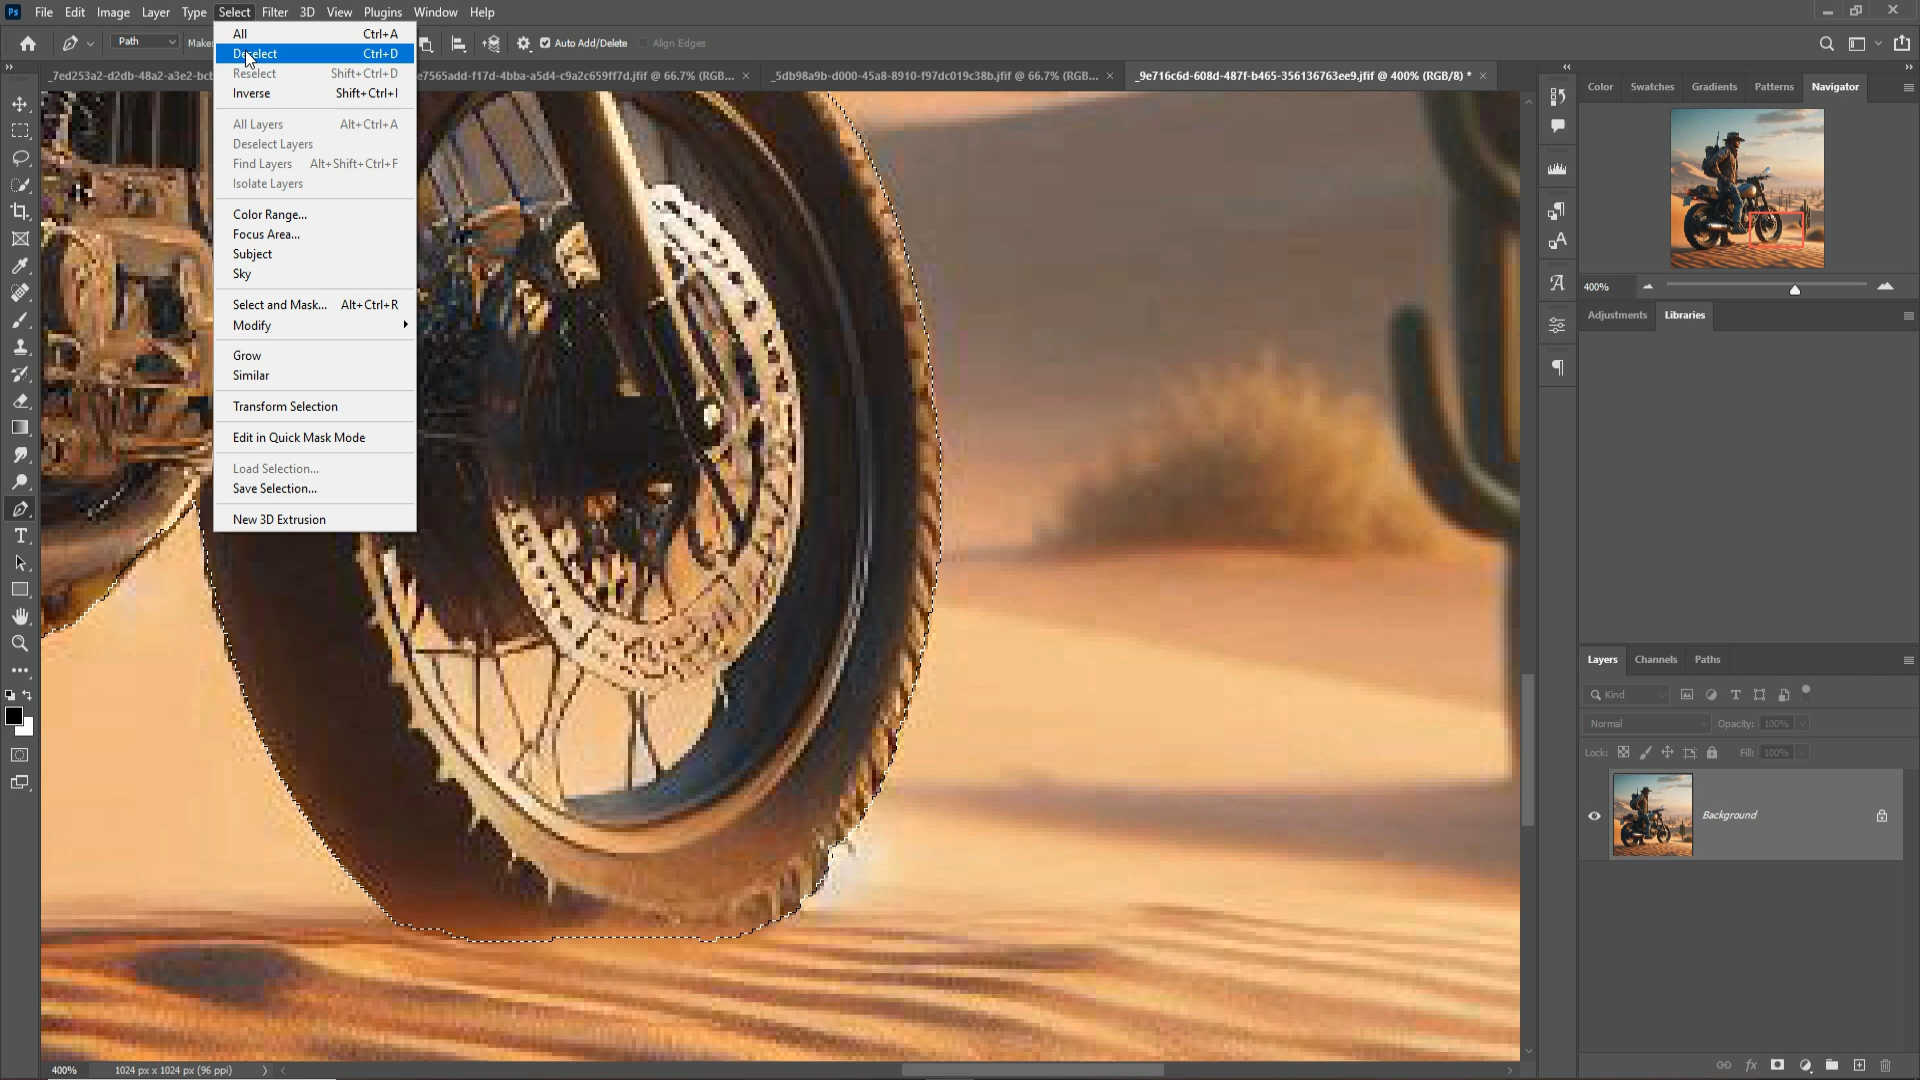 Ps File Edit Image Layer Type Select Filter 3D View Plugins Window Help
Path Make: Auto Add/Delete Align Edges
_7ed253a2-d2db-48a2-a3e2-bcb
e7565add-f17d-4bba-a5d4-c9a2c659ff7d.jfif @ 66.7% (RGB...
_5db98a9b-d000-45a8-8910-f97dc019c38b.jfif @ 66.7% (RGB...
_9e716c6d-608d-487f-b465-356136763ee9.jfif @ 400% (RGB/8) *
All Ctrl+A
Deselect Ctrl+D
Reselect Shift+Ctrl+D
Inverse Shift+Ctrl+I
All Layers Alt+Ctrl+A
Deselect Layers
Find Layers Alt+Shift+Ctrl+F
Isolate Layers
Color Range...
Focus Area...
Subject
Sky
Select and Mask... Alt+Ctrl+R
Modify
Grow
Similar
Transform Selection
Edit in Quick Mask Mode
Load Selection...
Save Selection...
New 3D Extrusion
Color Swatches Gradients Patterns Navigator
400%
Adjustments Libraries
Layers Channels Paths
Kind
Normal Opacity: 100%
Lock: Fill: 100%
Background
400% 1024 px x 1024 px (96 ppi)